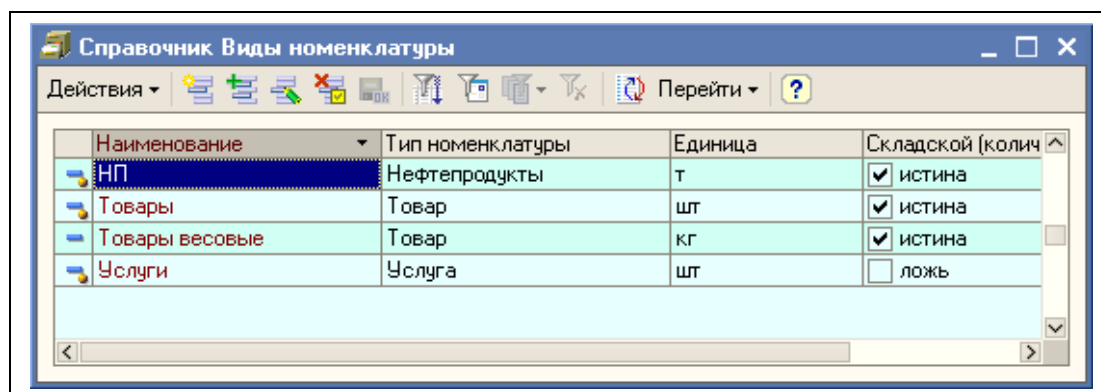 Справочник Виды номенклатуры
Действия Перейти ?
Наименование Тип номенклатуры Единица Складской (колич
НП Нефтепродукты т истина
Товары Товар шт истина
Товары весовые Товар кг истина
Услуги Услуга шт ложь